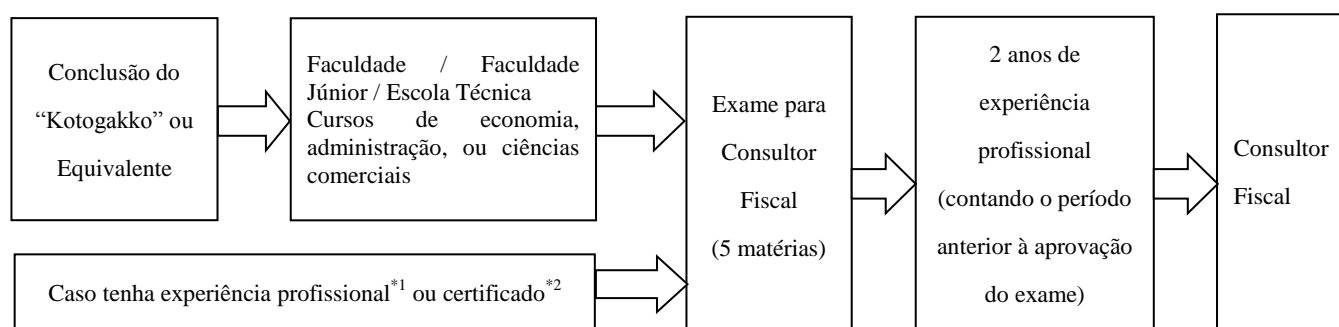 Conclusão do
“Kotogakko” ou
Equivalente
Faculdade / Faculdade
Júnior / Escola Técnica
Cursos de economia,
administração, ou ciências
comerciais
Caso tenha experiência profissional*1 ou certificado*2
Exame para
Consultor
Fiscal
(5 matérias)
2 anos de
experiência
profissional
(contando o período
anterior à aprovação
do exame)
Consultor
Fiscal